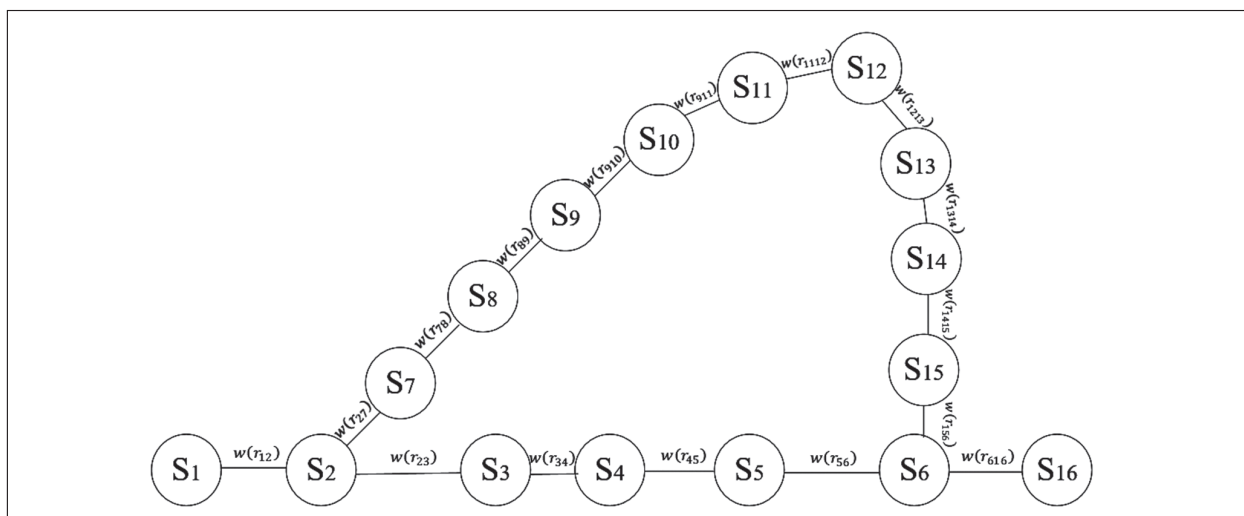 S12
w(r1112)
S11
w(r911)
w(r1213)
S10
S13
w(r910)
w(r1314)
S9
S14
w(r89)
S8
w(r1415)
w(r78)
S15
S7
w(r27)
w(r156)
S1 w(r12) S2 w(r23) S3 w(r34) S4 w(r45) S5 w(r56) S6 w(r616) S16